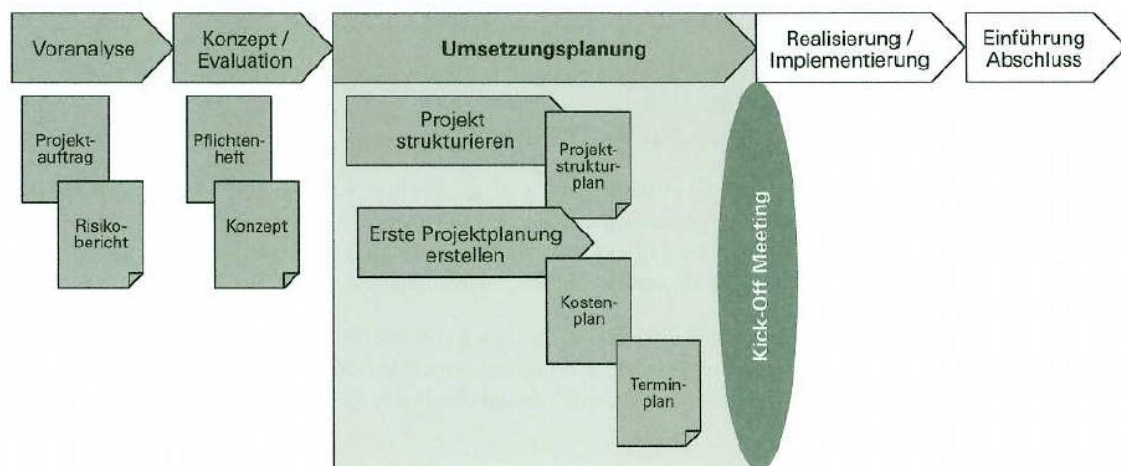 Voranalyse
Konzept /
Evaluation
Umsetzungsplanung
Realisierung /
Implementierung
Einführung
Abschluss
Projekt-
auftrag
Risiko-
bericht
Pflichten-
heft
Konzept
Projekt
strukturieren
Projekt-
struktur-
plan
Erste Projektplanung
erstellen
Kosten-
plan
Termin-
plan
Kick-Off Meeting